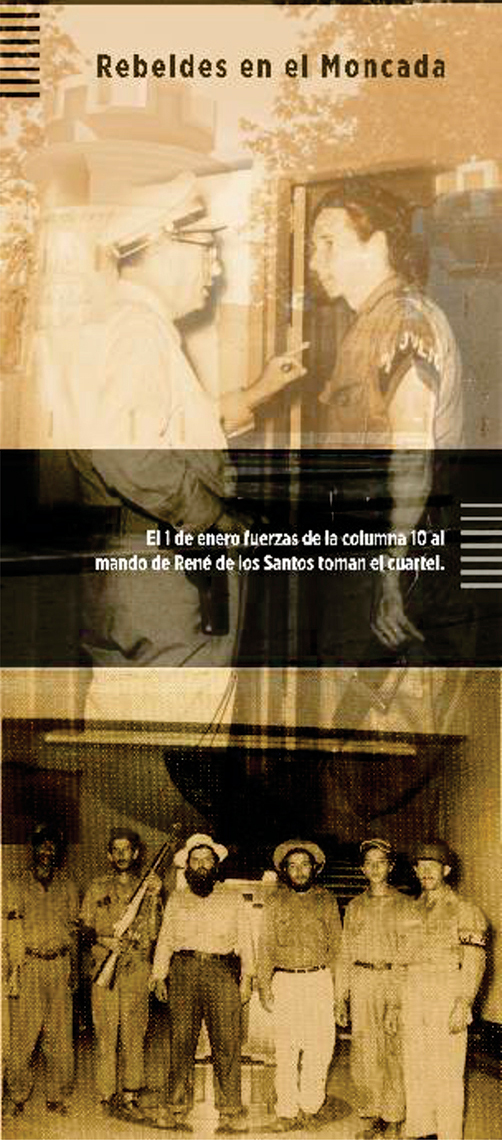 Rebeldes en el Moncada
JULIO
El 1 de enero fuerzas de la columna 10 al
mando de René de los Santos toman el cuartel.